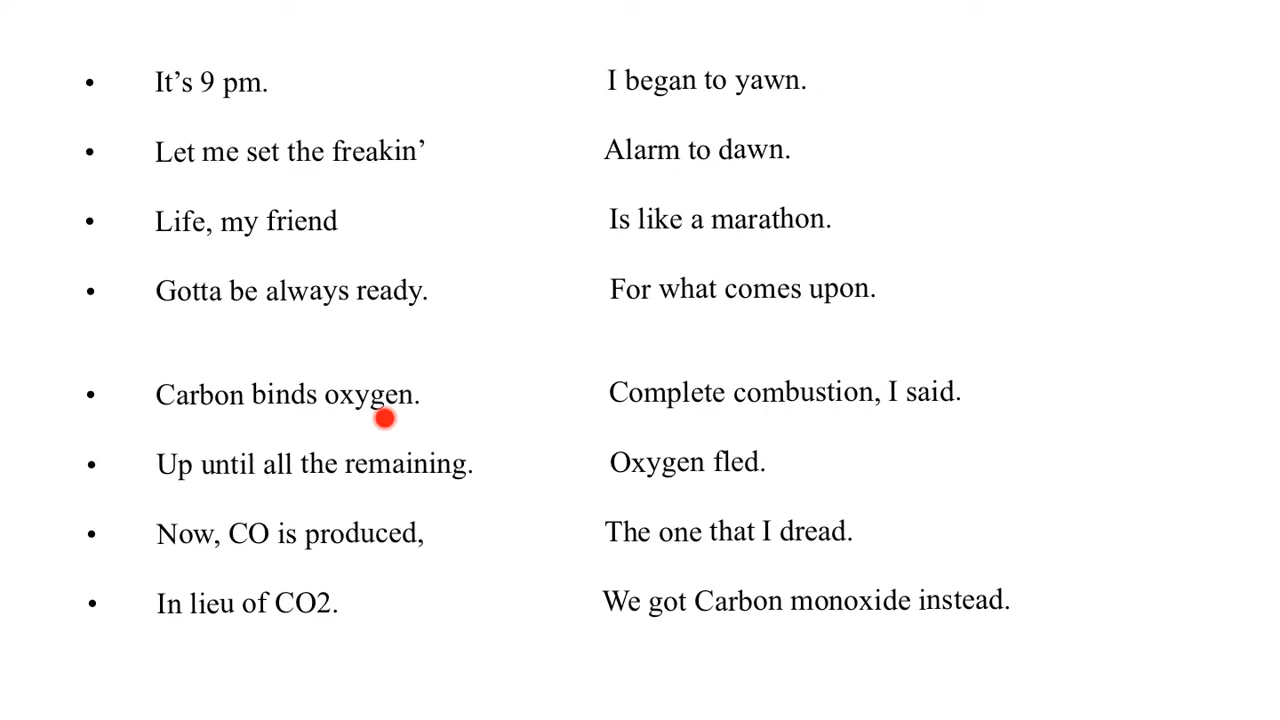 • It’s 9 pm. I began to yawn.
• Let me set the freakin’ Alarm to dawn.
• Life, my friend Is like a marathon.
• Gotta be always ready. For what comes upon.
• Carbon binds oxygen. Complete combustion, I said.
• Up until all the remaining. Oxygen fled.
• Now, CO is produced, The one that I dread.
• In lieu of CO2. We got Carbon monoxide instead.